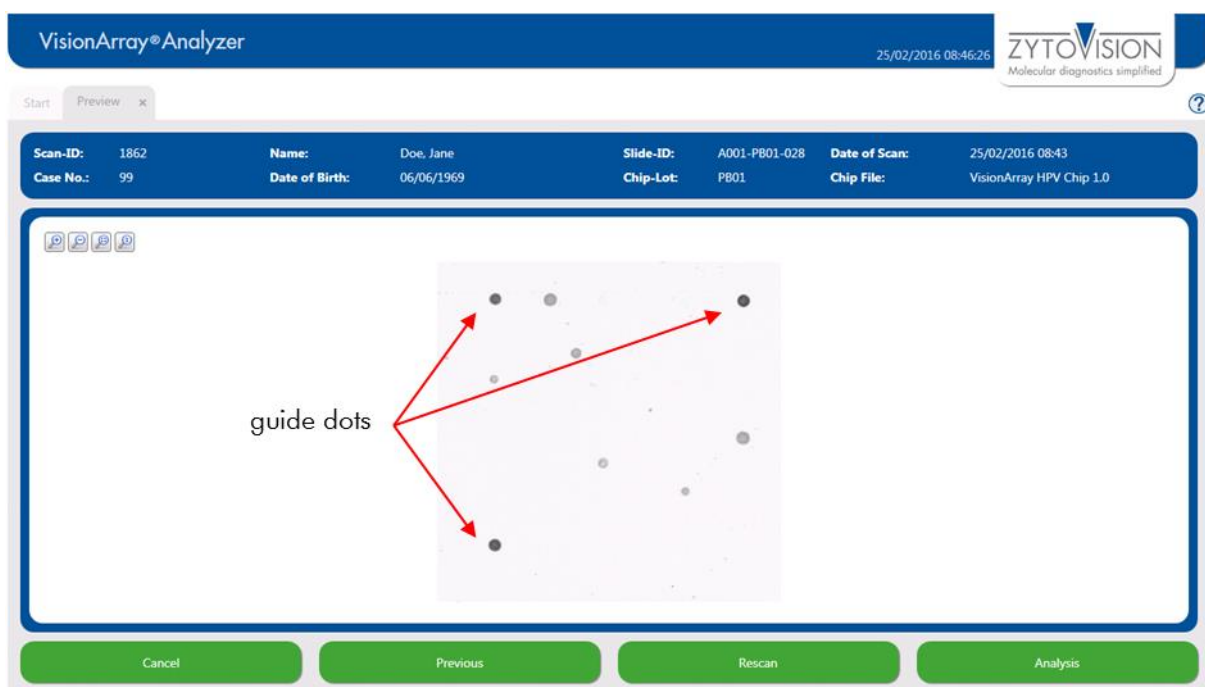 VisionArray®Analyzer
25/02/2016 08:46:26
ZYTOVISION
Molecular diagnostics simplified
Start Preview x
?
Scan-ID: 1862 Name: Doe, Jane Slide-ID: A001-PB01-028 Date of Scan: 25/02/2016 08:43
Case No.: 99 Date of Birth: 06/06/1969 Chip-Lot: PB01 Chip File: VisionArray HPV Chip 1.0
guide dots
Cancel Previous Rescan Analysis